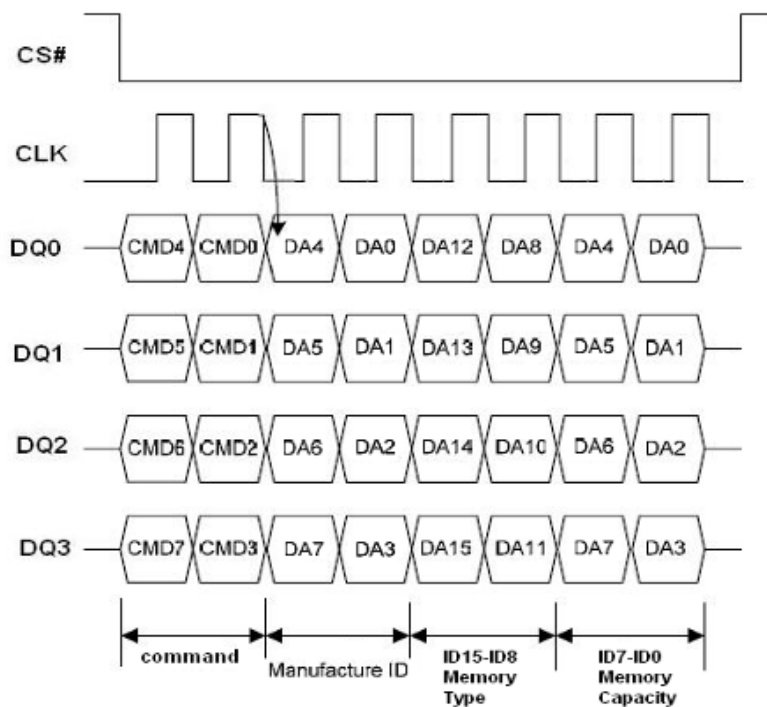 CS#
CLK
DQ0 CMD4 CMD0 DA4 DA0 DA12 DA8 DA4 DA0
DQ1 CMD5 CMD1 DA5 DA1 DA13 DA9 DA5 DA1
DQ2 CMD6 CMD2 DA6 DA2 DA14 DA10 DA6 DA2
DQ3 CMD7 CMD3 DA7 DA3 DA15 DA11 DA7 DA3
command
Manufacture ID
ID15-ID8
Memory
Type
ID7-ID0
Memory
Capacity